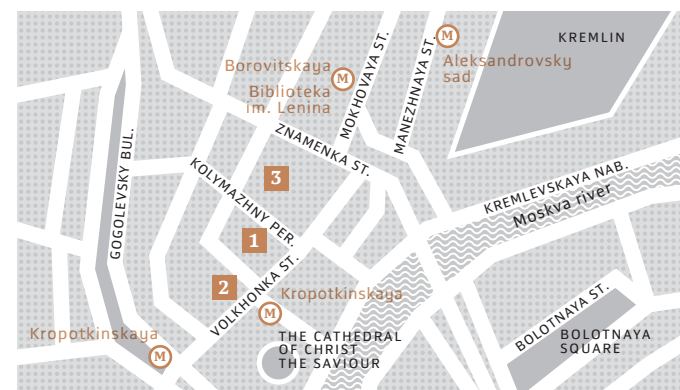 KREMLIN
Aleksandrovsky
sad
Borovitskaya
Biblioteka
im. Lenina
M
M
MOKHOVAYA ST.
MANEZHNAYA ST.
ZNAMENKA ST.
KOLYMAZHNY PER.
GOGOLEVSKY BUL.
3
1
2
VOLKHONKA ST.
KREMLEVSKAYA NAB.
Moskva river
Kropotkinskaya
M
Kropotkinskaya
M
THE CATHEDRAL
OF CHRIST
THE SAVIOUR
BOLOTNAYA ST.
BOLOTNAYA
SQUARE